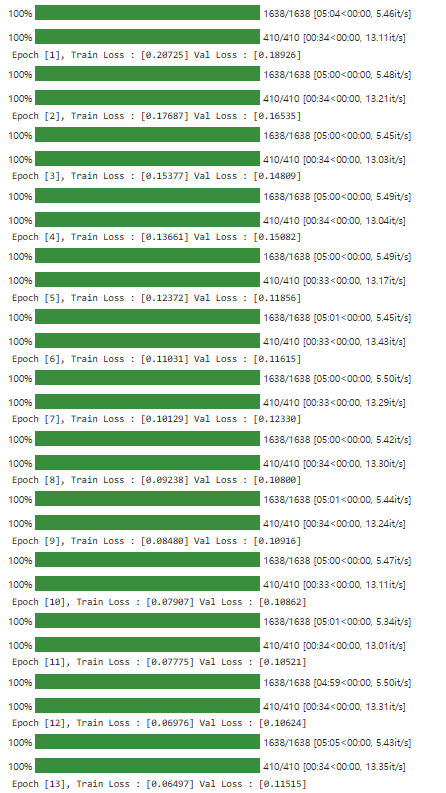 100% 1638/1638 [05:04<00:00, 5.46it/s]
100% 410/410 [00:34<00:00, 13.11it/s]
Epoch [1], Train Loss : [0.20725] Val Loss : [0.18926]
100% 1638/1638 [05:00<00:00, 5.48it/s]
100% 410/410 [00:34<00:00, 13.21it/s]
Epoch [2], Train Loss : [0.17687] Val Loss : [0.16535]
100% 1638/1638 [05:00<00:00, 5.45it/s]
100% 410/410 [00:34<00:00, 13.03it/s]
Epoch [3], Train Loss : [0.15377] Val Loss : [0.14809]
100% 1638/1638 [05:00<00:00, 5.49it/s]
100% 410/410 [00:34<00:00, 13.04it/s]
Epoch [4], Train Loss : [0.13661] Val Loss : [0.15082]
100% 1638/1638 [05:00<00:00, 5.49it/s]
100% 410/410 [00:33<00:00, 13.17it/s]
Epoch [5], Train Loss : [0.12372] Val Loss : [0.11856]
100% 1638/1638 [05:01<00:00, 5.45it/s]
100% 410/410 [00:33<00:00, 13.43it/s]
Epoch [6], Train Loss : [0.11031] Val Loss : [0.11615]
100% 1638/1638 [05:00<00:00, 5.50it/s]
100% 410/410 [00:33<00:00, 13.29it/s]
Epoch [7], Train Loss : [0.10129] Val Loss : [0.12330]
100% 1638/1638 [05:00<00:00, 5.42it/s]
100% 410/410 [00:34<00:00, 13.30it/s]
Epoch [8], Train Loss : [0.09238] Val Loss : [0.10800]
100% 1638/1638 [05:01<00:00, 5.44it/s]
100% 410/410 [00:34<00:00, 13.24it/s]
Epoch [9], Train Loss : [0.08480] Val Loss : [0.10916]
100% 1638/1638 [05:00<00:00, 5.47it/s]
100% 410/410 [00:33<00:00, 13.11it/s]
Epoch [10], Train Loss : [0.07907] Val Loss : [0.10862]
100% 1638/1638 [05:01<00:00, 5.34it/s]
100% 410/410 [00:34<00:00, 13.01it/s]
Epoch [11], Train Loss : [0.07775] Val Loss : [0.10521]
100% 1638/1638 [04:59<00:00, 5.50it/s]
100% 410/410 [00:34<00:00, 13.31it/s]
Epoch [12], Train Loss : [0.06976] Val Loss : [0.10624]
100% 1638/1638 [05:05<00:00, 5.43it/s]
100% 410/410 [00:34<00:00, 13.35it/s]
Epoch [13], Train Loss : [0.06497] Val Loss : [0.11515]